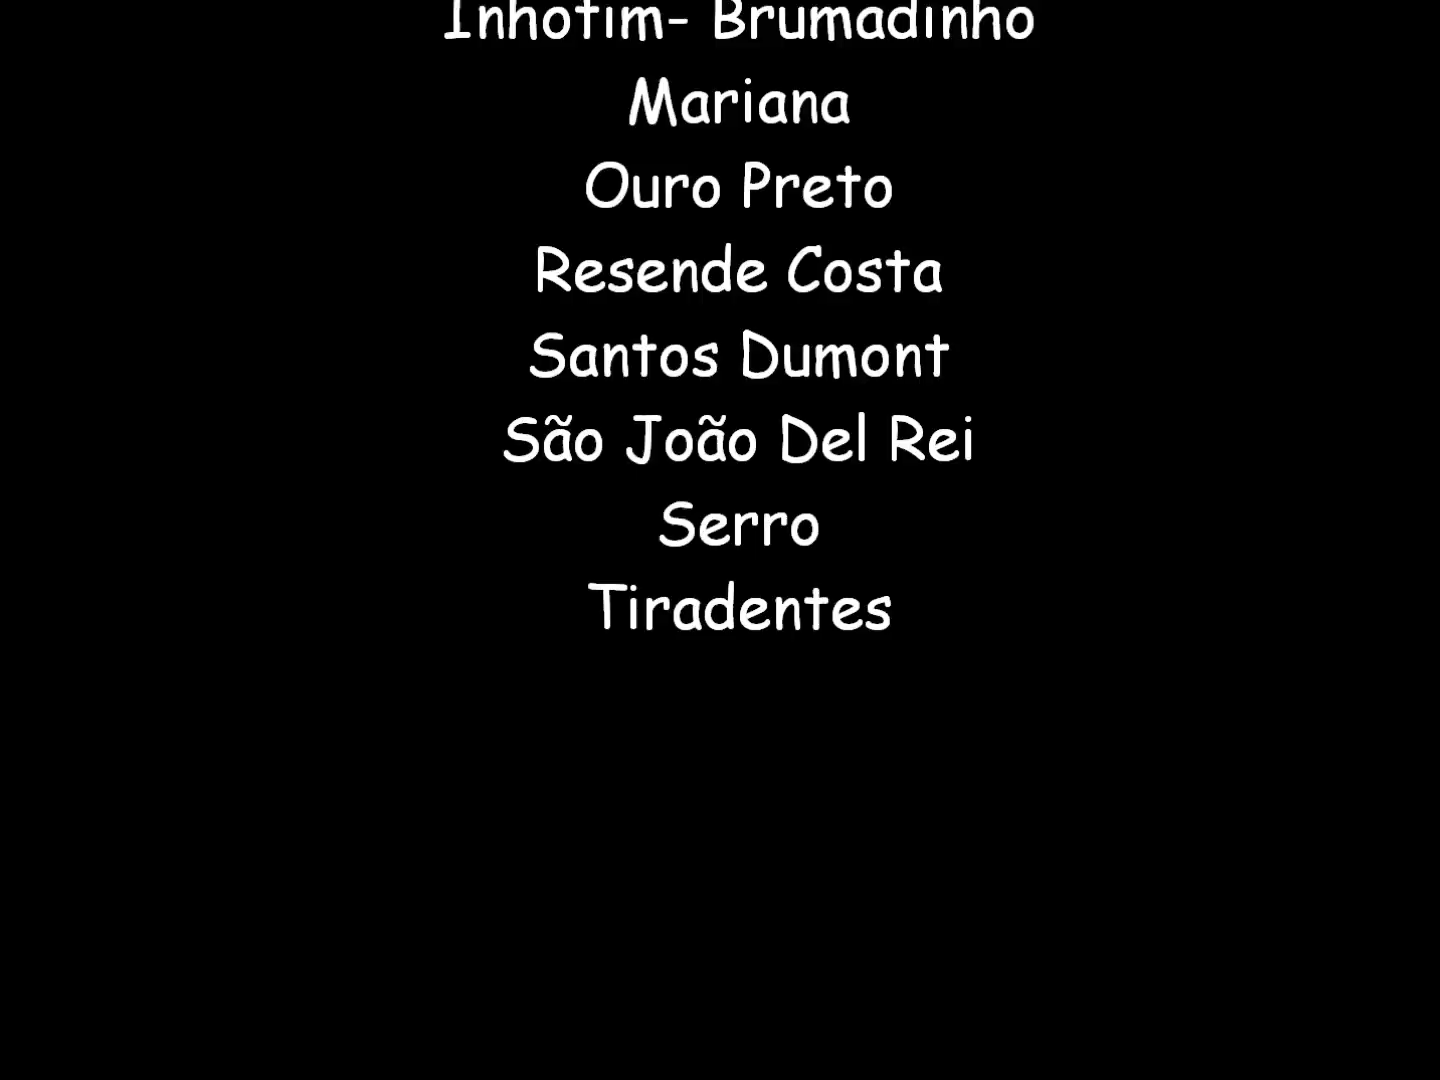 Inhotim- Brumadinho
Mariana
Ouro Preto
Resende Costa
Santos Dumont
São João Del Rei
Serro
Tiradentes